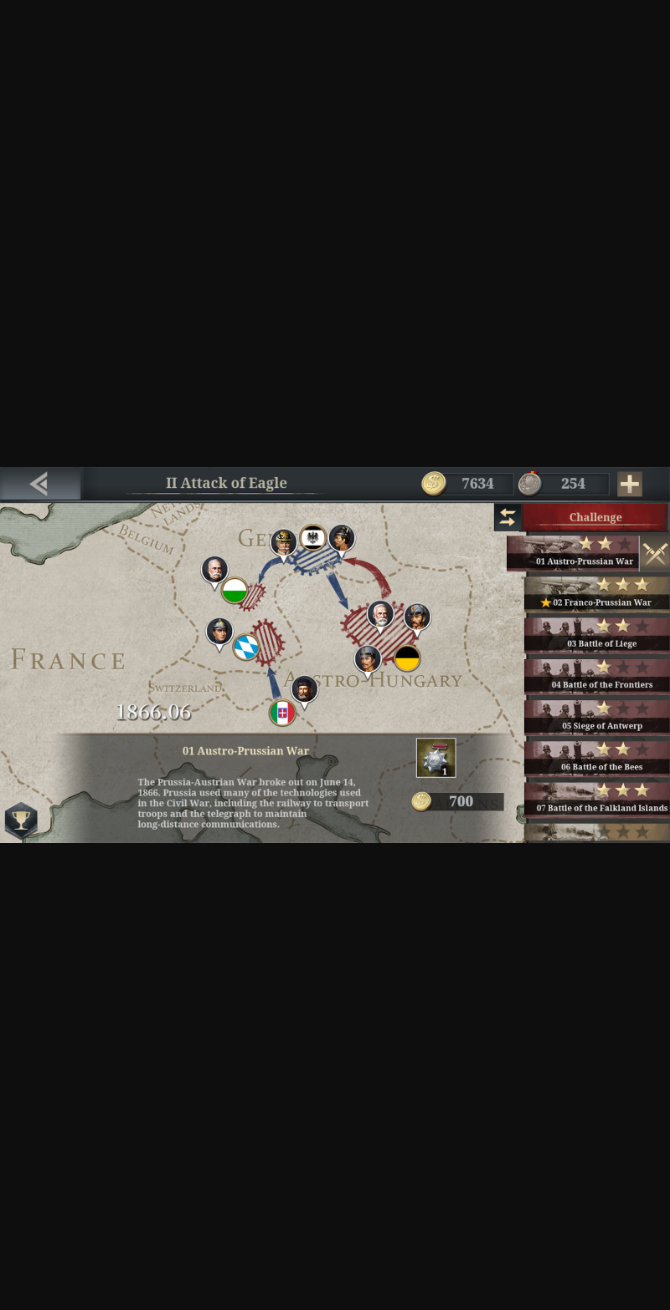 II Attack of Eagle
7634
254
Challenge
BELGIUM
FRANCE
SWITZERLAND
1866.06
01 Austro-Prussian War
The Prussia-Austrian War broke out on June 14,
1866. Prussia used many of the technologies used
in the Civil War, including the railway to transport
troops and the telegraph to maintain
long-distance communications.
1
700
01 Austro-Prussian War
02 Franco-Prussian War
03 Battle of Liege
04 Battle of the Frontiers
05 Siege of Antwerp
06 Battle of the Bees
07 Battle of the Falkland Islands